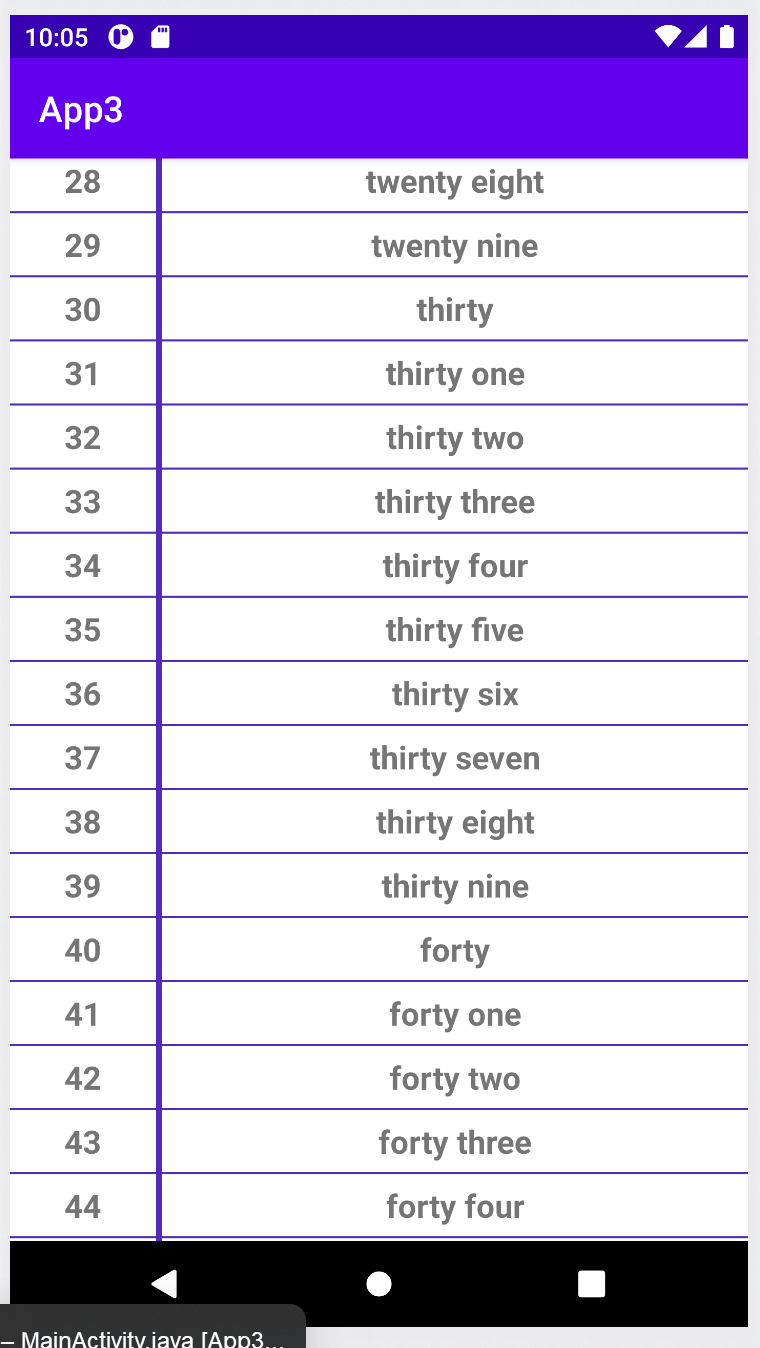 10:05
App3
28 twenty eight
29 twenty nine
30 thirty
31 thirty one
32 thirty two
33 thirty three
34 thirty four
35 thirty five
36 thirty six
37 thirty seven
38 thirty eight
39 thirty nine
40 forty
41 forty one
42 forty two
43 forty three
44 forty four
– MainActivity.java [App3...